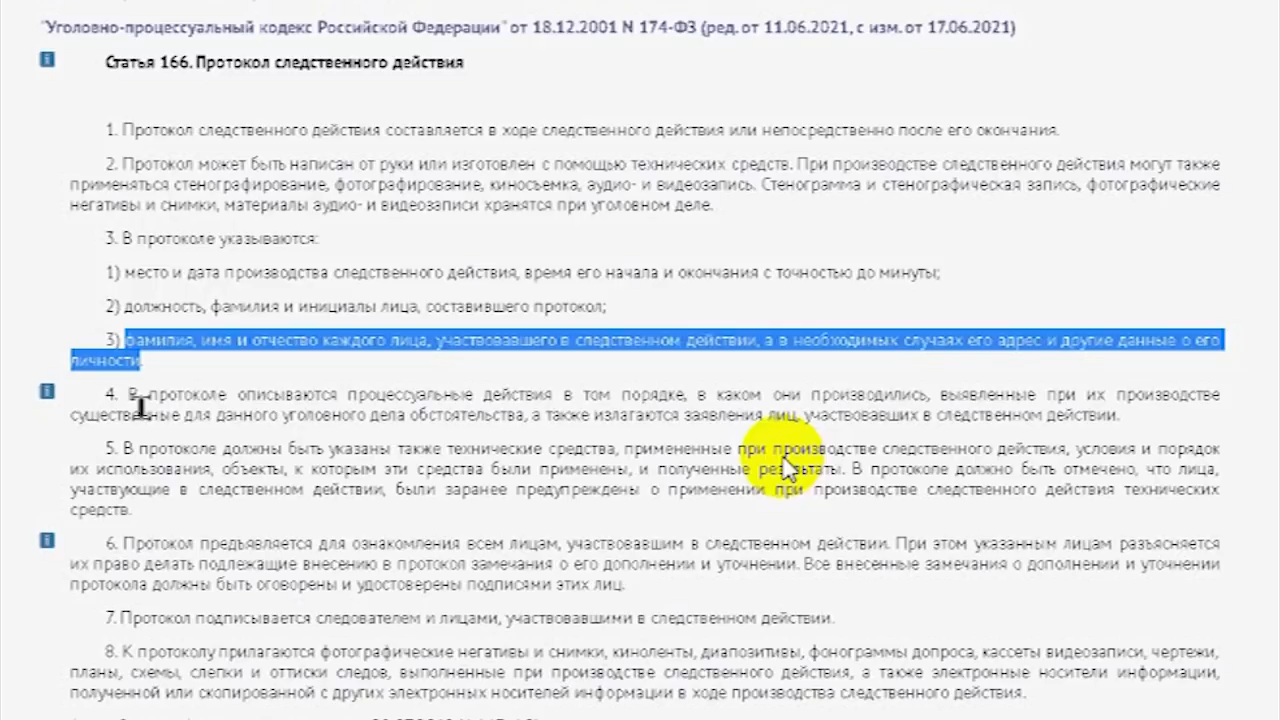 "Уголовно-процессуальный кодекс Российской Федерации" от 18.12.2001 N 174-ФЗ (ред. от 11.06.2021, с изм. от 17.06.2021)
Статья 166. Протокол следственного действия
1. Протокол следственного действия составляется в ходе следственного действия или непосредственно после его окончания.
2. Протокол может быть написан от руки или изготовлен с помощью технических средств. При производстве следственного действия могут также
применяться стенографирование, фотографирование, киносъемка, аудио- и видеозапись. Стенограмма и стенографическая запись, фотографические
негативы и снимки, материалы аудио- и видеозаписи хранятся при уголовном деле.
3. В протоколе указываются:
1) место и дата производства следственного действия, время его начала и окончания с точностью до минуты;
2) должность, фамилия и инициалы лица, составившего протокол;
3) фамилия, имя и отчество каждого лица, участвовавшего в следственном действии, а в необходимых случаях его адрес и другие данные о его
личности.
4. В протоколе описываются процессуальные действия в том порядке, в каком они производились, выявленные при их производстве
существенные для данного уголовного дела обстоятельства, а также излагаются заявления лиц, участвовавших в следственном действии.
5. В протоколе должны быть указаны также технические средства, примененные при производстве следственного действия, условия и порядок
их использования, объекты, к которым эти средства были применены, и полученные результаты. В протоколе должно быть отмечено, что лица,
участвующие в следственном действии, были заранее предупреждены о применении при производстве следственного действия технических
средств.
6. Протокол предъявляется для ознакомления всем лицам, участвовавшим в следственном действии. При этом указанным лицам разъясняется
их право делать подлежащие внесению в протокол замечания о его дополнении и уточнении. Все внесенные замечания о дополнении и уточнении
протокола должны быть оговорены и удостоверены подписями этих лиц.
7. Протокол подписывается следователем и лицами, участвовавшими в следственном действии.
8. К протоколу прилагаются фотографические негативы и снимки, киноленты, диапозитивы, фонограммы допроса, кассеты видеозаписи, чертежи,
планы, схемы, слепки и оттиски следов, выполненные при производстве следственного действия, а также электронные носители информации,
полученной или скопированной с других электронных носителей информации в ходе производства следственного действия.